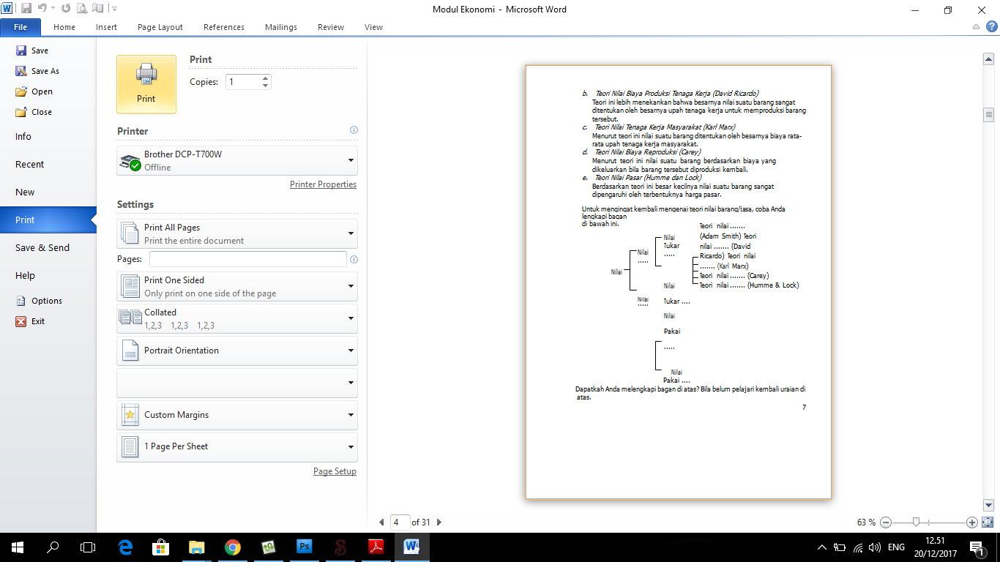 Modul Ekonomi - Microsoft Word
File Home Insert Page Layout References Mailings Review View
Save
Save As
Open
Close
Info
Recent
New
Print
Save & Send
Help
Options
Exit
Print
Print
Copies: 1
Printer
Brother DCP-T700W
Offline
Printer Properties
Settings
Print All Pages
Print the entire document
Pages:
Print One Sided
Only print on one side of the page
Collated
1,2,3 1,2,3 1,2,3
Portrait Orientation
Custom Margins
1 Page Per Sheet
Page Setup
b. Teori Nilai Biaya Produksi Tenaga Kerja (David Ricardo)
Teori ini lebih menekankan bahwa besarnya nilai suatu barang sangat
ditentukan oleh besarnya upah tenaga kerja untuk memproduksi barang
tersebut.
c. Teori Nilai Tenaga Kerja Masyarakat (Karl Marx)
Menurut teori ini nilai suatu barang ditentukan oleh besarnya biaya rata-
rata upah tenaga kerja masyarakat.
d. Teori Nilai Biaya Reproduksi (Carey)
Menurut teori ini nilai suatu barang berdasarkan biaya yang
dikeluarkan bila barang tersebut diproduksi kembali.
e. Teori Nilai Pasar (Humme dan Lock)
Berdasarkan teori ini besar kecilnya nilai suatu barang sangat
dipengaruhi oleh terbentuknya harga pasar.
Untuk mengingat kembali mengenai teori nilai barang/jasa, coba Anda
lengkapi bagan
di bawah ini.
Nilai
Nilai
.....
Nilai
.....
Nilai
Tukar
.....
Nilai
Tukar ....
Nilai
Pakai
.....
Nilai
Pakai ....
Teori nilai .......
(Adam Smith) Teori
nilai ....... (David
Ricardo) Teori nilai
....... (Karl Marx)
Teori nilai ....... (Carey)
Teori nilai ....... (Humme & Lock)
Dapatkah Anda melengkapi bagan di atas? Bila belum pelajari kembali uraian di
atas.
7
4 of 31
63 %
ENG
12.51
20/12/2017
1